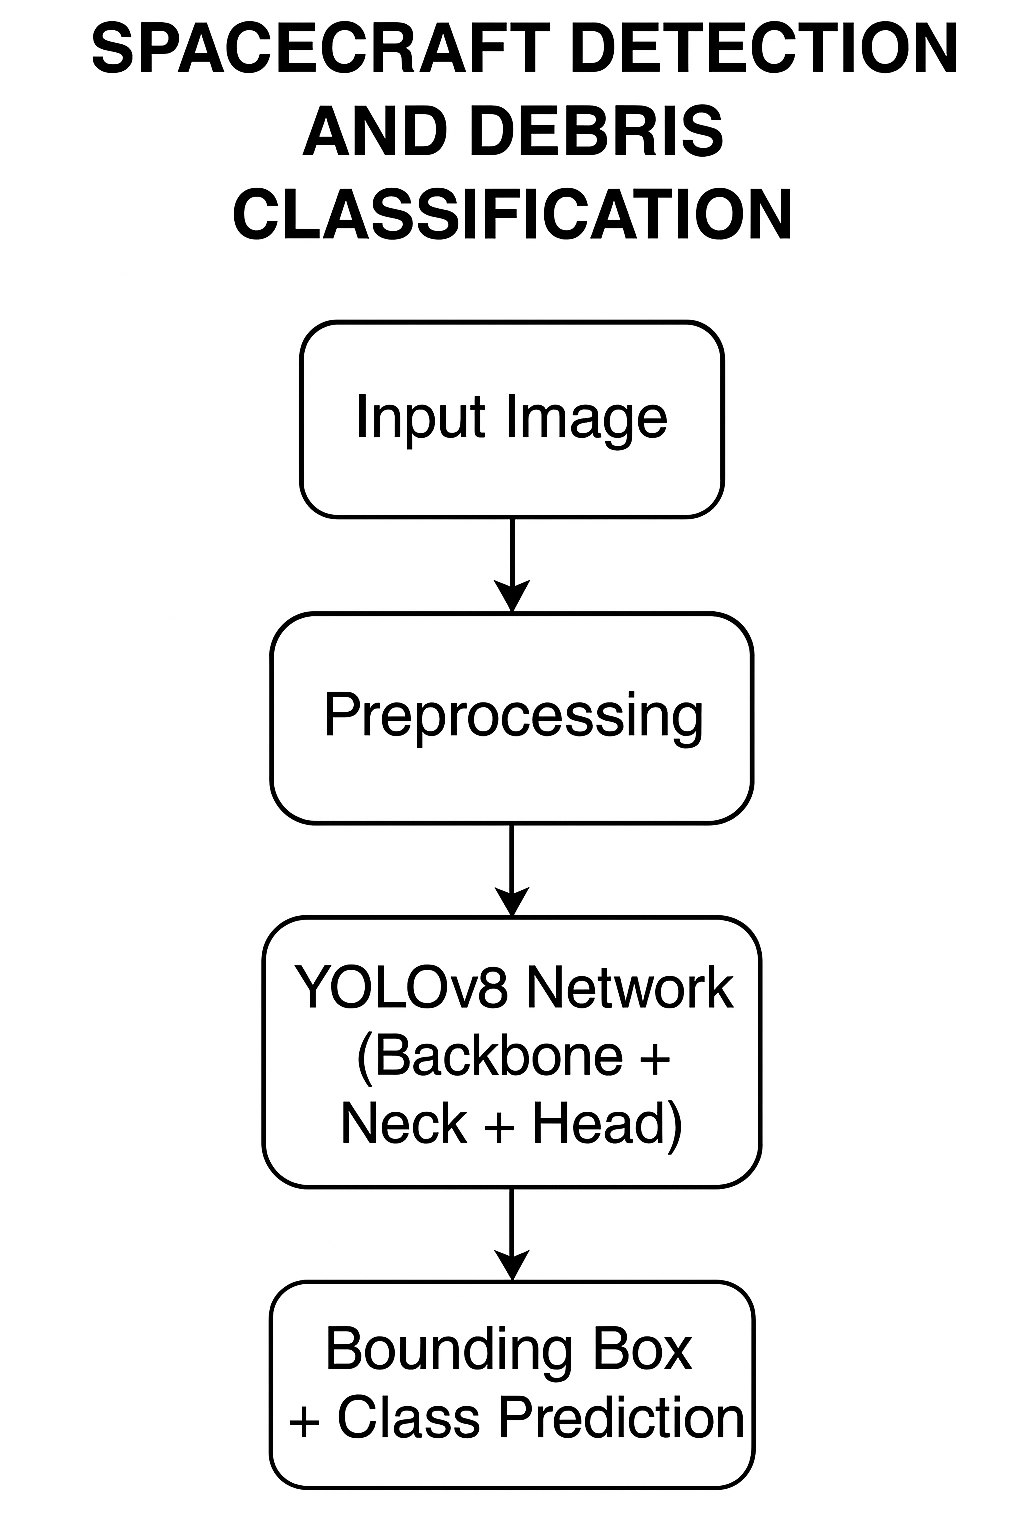 SPACECRAFT DETECTION
AND DEBRIS
CLASSIFICATION
Input Image
Preprocessing
YOLOv8 Network
(Backbone +
Neck + Head)
Bounding Box
+ Class Prediction